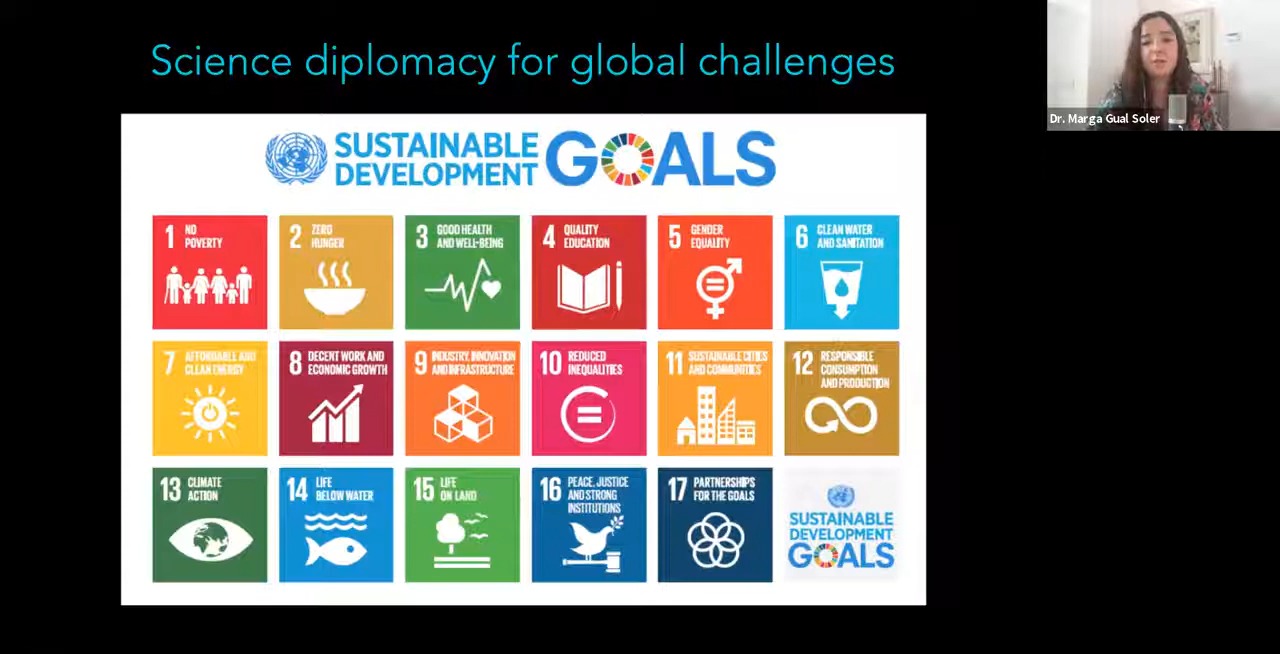 Science diplomacy for global challenges
Dr. Marga Gual Soler
SUSTAINABLE
DEVELOPMENT
GOALS
1 NO
POVERTY
2 ZERO
HUNGER
3 GOOD HEALTH
AND WELL-BEING
4 QUALITY
EDUCATION
5 GENDER
EQUALITY
6 CLEAN WATER
AND SANITATION
7 AFFORDABLE AND
CLEAN ENERGY
8 DECENT WORK AND
ECONOMIC GROWTH
9 INDUSTRY, INNOVATION
AND INFRASTRUCTURE
10 REDUCED
INEQUALITIES
11 SUSTAINABLE CITIES
AND COMMUNITIES
12 RESPONSIBLE
CONSUMPTION
AND PRODUCTION
13 CLIMATE
ACTION
14 LIFE
BELOW WATER
15 LIFE
ON LAND
16 PEACE, JUSTICE
AND STRONG
INSTITUTIONS
17 PARTNERSHIPS
FOR THE GOALS
SUSTAINABLE
DEVELOPMENT
GOALS